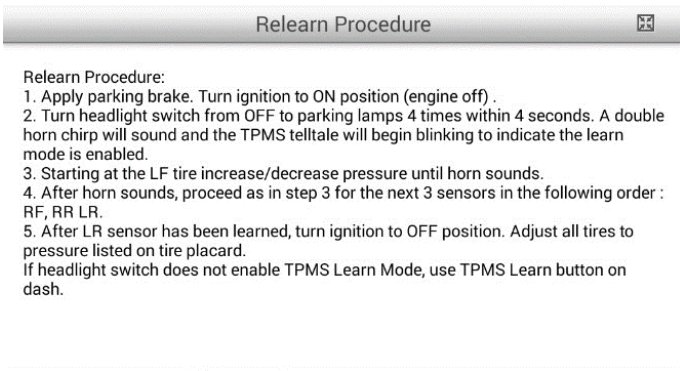 Relearn Procedure
Relearn Procedure:
1. Apply parking brake. Turn ignition to ON position (engine off) .
2. Turn headlight switch from OFF to parking lamps 4 times within 4 seconds. A double
horn chirp will sound and the TPMS telltale will begin blinking to indicate the learn
mode is enabled.
3. Starting at the LF tire increase/decrease pressure until horn sounds.
4. After horn sounds, proceed as in step 3 for the next 3 sensors in the following order :
RF, RR LR.
5. After LR sensor has been learned, turn ignition to OFF position. Adjust all tires to
pressure listed on tire placard.
If headlight switch does not enable TPMS Learn Mode, use TPMS Learn button on
dash.